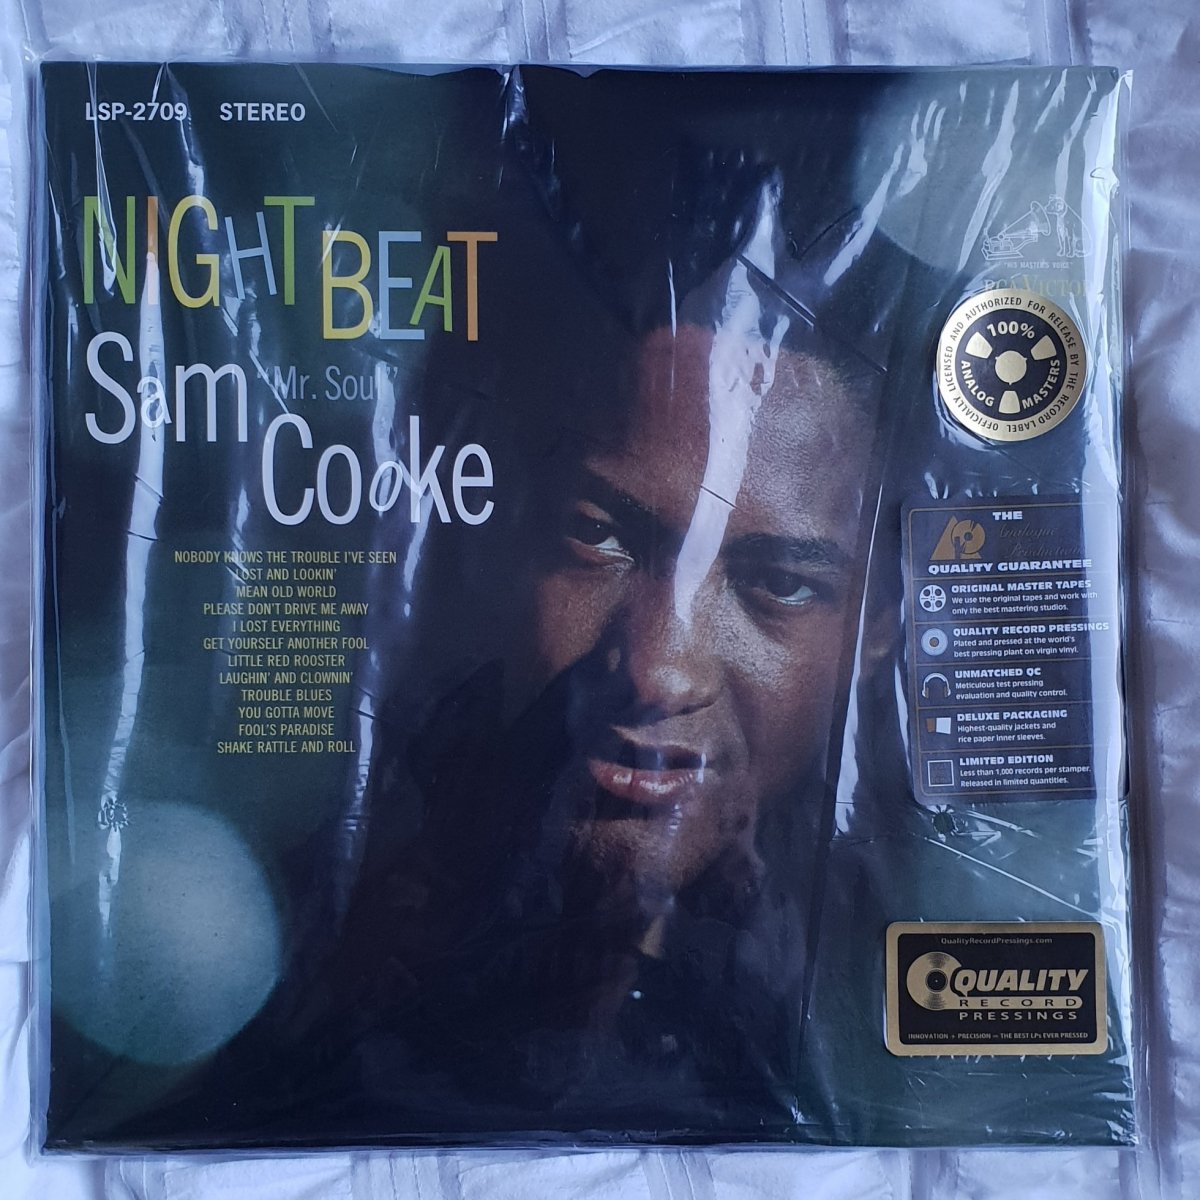 LSP-2709 STEREO
NIGHT BEAT
Sam "Mr. Soul"
Cooke
NOBODY KNOWS THE TROUBLE I'VE SEEN
LOST AND LOOKIN'
MEAN OLD WORLD
PLEASE DON'T DRIVE ME AWAY
I LOST EVERYTHING
GET YOURSELF ANOTHER FOOL
LITTLE RED ROOSTER
LAUGHIN' AND CLOWNIN'
TROUBLE BLUES
YOU GOTTA MOVE
FOOL'S PARADISE
SHAKE RATTLE AND ROLL
"HIS MASTER'S VOICE"
RCA VICTOR
OFFICIALLY LICENSED AND AUTHORIZED FOR RELEASE BY THE RECORD LABEL
100%
ANALOG MASTERS
THE
Analogue
Productions
QUALITY GUARANTEE
ORIGINAL MASTER TAPES
We use the original tapes and work with
only the best mastering studios.
QUALITY RECORD PRESSINGS
Plated and pressed at the world's
best pressing plant on virgin vinyl.
UNMATCHED QC
Meticulous test pressing
evaluation and quality control.
DELUXE PACKAGING
Highest-quality jackets and
rice paper inner sleeves.
LIMITED EDITION
Less than 1,000 records per stamper.
Released in limited quantities.
QualityRecordPressings.com
QUALITY
RECORD
PRESSINGS
INNOVATION + PRECISION = THE BEST LPs EVER PRESSED